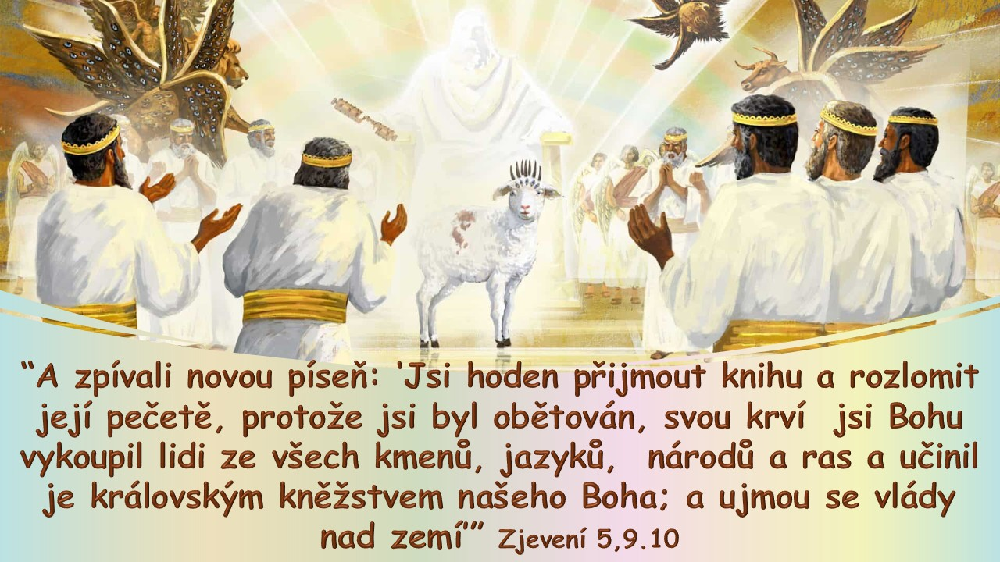 “A zpívali novou píseň: ‘Jsi hoden přijmout knihu a rozlomit
její pečetě, protože jsi byl obětován, svou krví jsi Bohu
vykoupil lidi ze všech kmenů, jazyků, národů a ras a učinil
je královským kněžstvem našeho Boha; a ujmou se vlády
nad zemí’” Zjevení 5,9.10